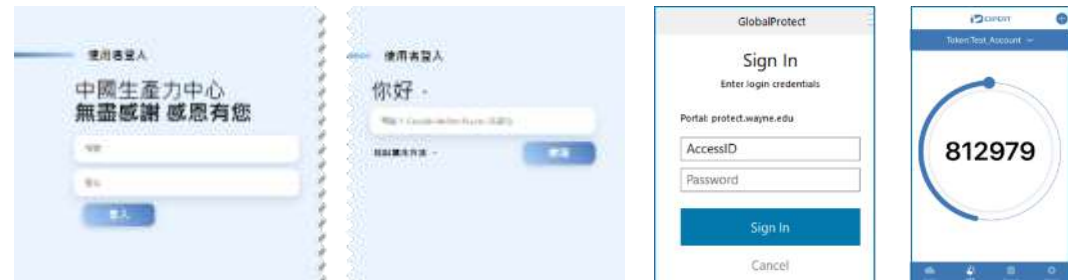 使用者登入
中國生產力中心
無盡感謝 感恩有您
登入
使用者登入
你好 -
GlobalProtect
Sign In
Enter login credentials
Portal: protect.wayne.edu
AccessID
Password
Sign In
Cancel
EXPERT
Token:Test_Account
812979